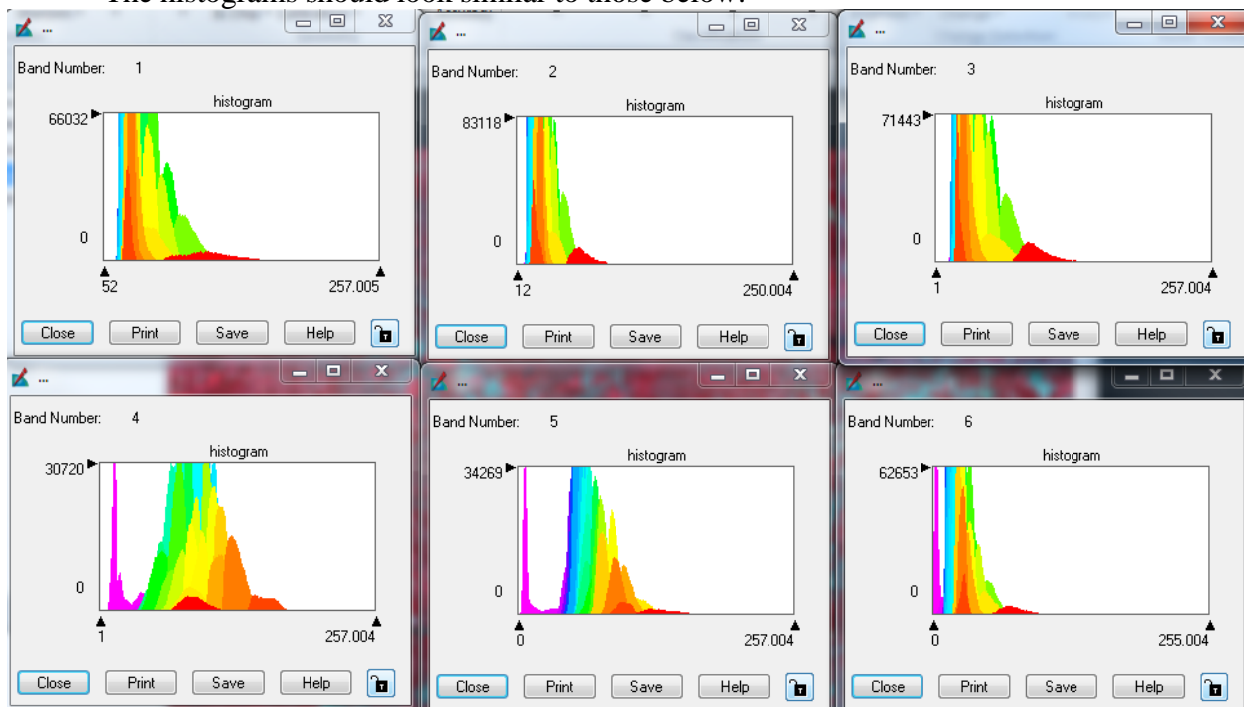 The histograms should look similar to those below.
...
Band Number: 1
histogram
66032
0
52 257.005
Close Print Save Help
...
Band Number: 2
histogram
83118
0
12 250.004
Close Print Save Help
...
Band Number: 3
histogram
71443
0
1 257.004
Close Print Save Help
...
Band Number: 4
histogram
30720
0
1 257.004
Close Print Save Help
...
Band Number: 5
histogram
34269
0
0 257.004
Close Print Save Help
...
Band Number: 6
histogram
62653
0
0 255.004
Close Print Save Help